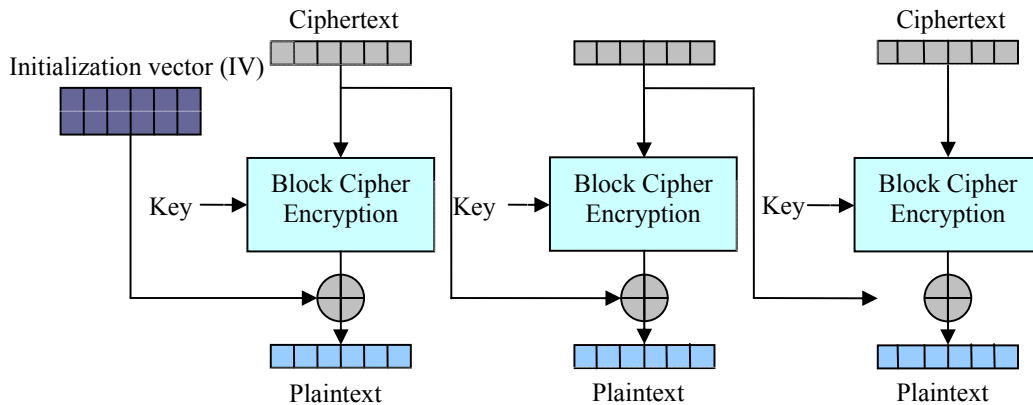 Ciphertext
Ciphertext
Initialization vector (IV)
Block Cipher
Encryption
Block Cipher
Encryption
Block Cipher
Encryption
Key
Key
Key
Plaintext
Plaintext
Plaintext